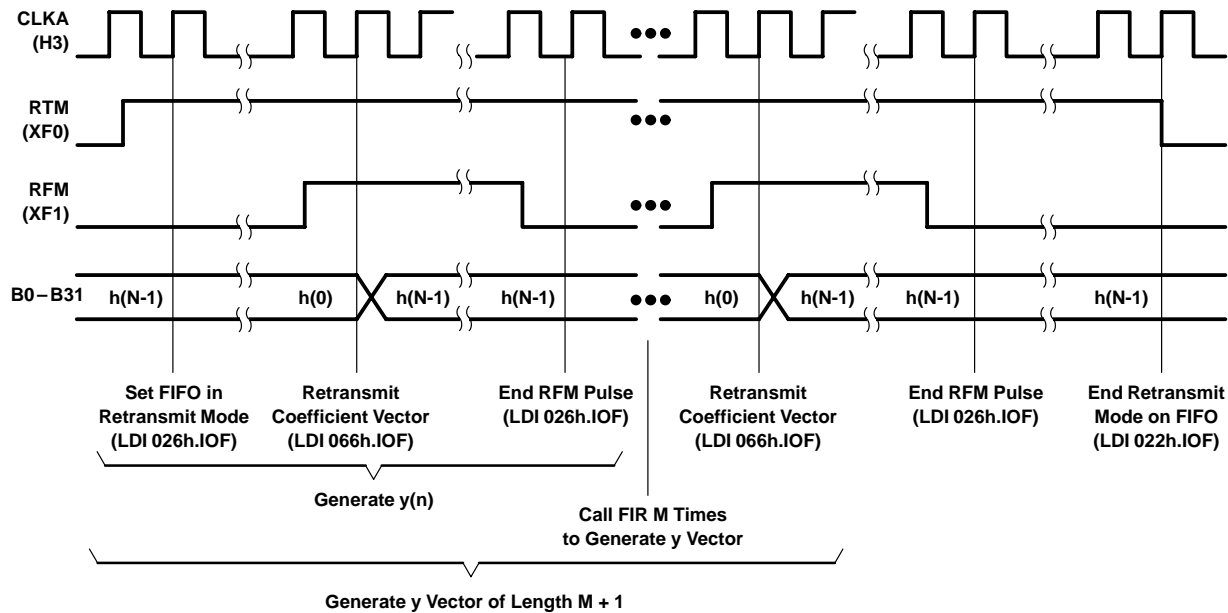 CLKA
(H3)
RTM
(XF0)
RFM
(XF1)
B0–B31
h(N-1)
h(0)
h(N-1)
h(N-1)
h(0)
h(N-1)
h(N-1)
h(N-1)
Set FIFO in
Retransmit Mode
(LDI 026h.IOF)
Retransmit
Coefficient Vector
(LDI 066h.IOF)
End RFM Pulse
(LDI 026h.IOF)
Retransmit
Coefficient Vector
(LDI 066h.IOF)
End RFM Pulse
(LDI 026h.IOF)
End Retransmit
Mode on FIFO
(LDI 022h.IOF)
Generate y(n)
Call FIR M Times
to Generate y Vector
Generate y Vector of Length M + 1